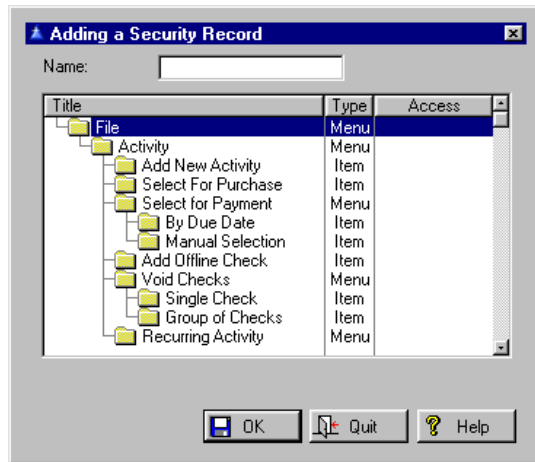 Adding a Security Record
Name:
Title Type Access
File Menu
Activity Menu
Add New Activity Item
Select For Purchase Item
Select for Payment Menu
By Due Date Item
Manual Selection Item
Add Offline Check Item
Void Checks Menu
Single Check Item
Group of Checks Item
Recurring Activity Menu
OK Quit Help